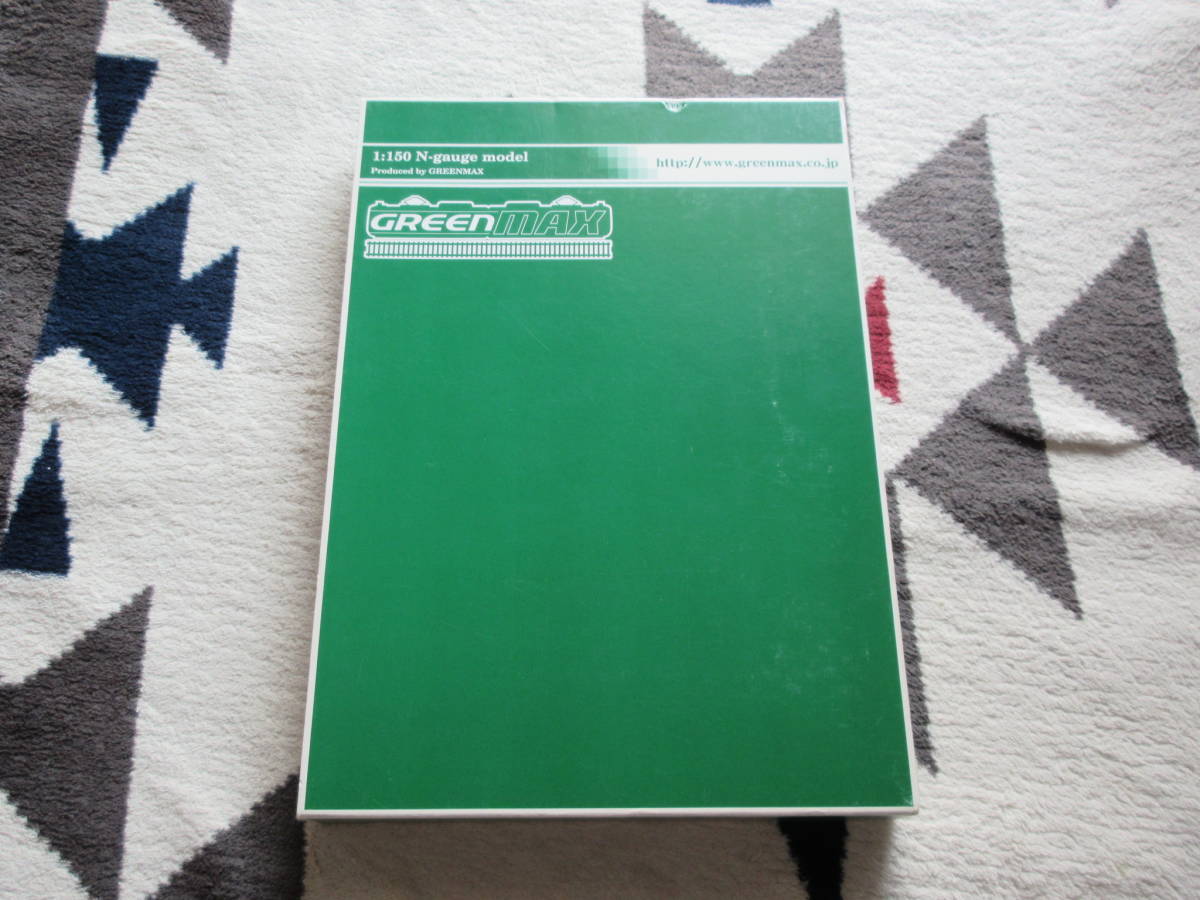 1:150 N-gauge model
http://www.greenmax.co.jp
Produced by GREENMAX
GREENMAX